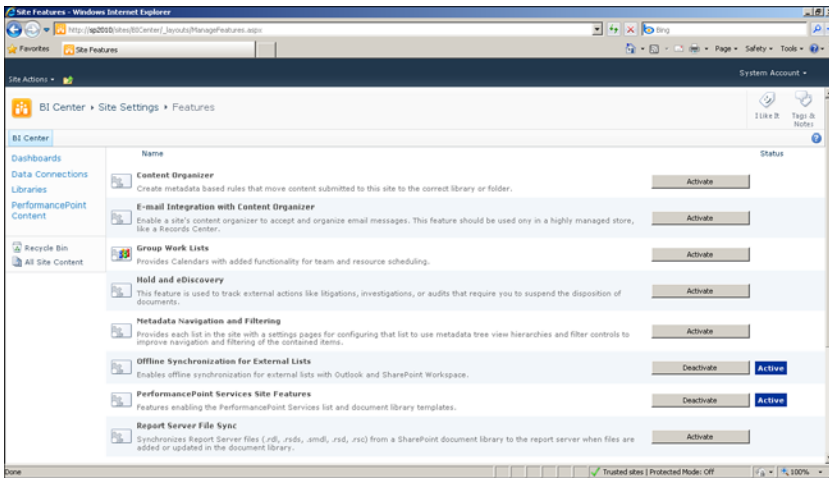 Site Features - Windows Internet Explorer
http://sp2010/sites/BICenter/_layouts/ManageFeatures.aspx
Bing
Favorites
Site Features
Page
Safety
Tools
Site Actions
System Account
BI Center
Site Settings
Features
I Like It
Tags &
Notes
BI Center
Dashboards
Data Connections
Libraries
PerformancePoint
Content
Recycle Bin
All Site Content
Name
Status
Content Organizer
Create metadata based rules that move content submitted to this site to the correct library or folder.
Activate
E-mail Integration with Content Organizer
Enable a site's content organizer to accept and organize email messages. This feature should be used ony in a highly managed store,
like a Records Center.
Activate
Group Work Lists
Provides Calendars with added functionality for team and resource scheduling.
Activate
Hold and eDiscovery
This feature is used to track external actions like litigations, investigations, or audits that require you to suspend the disposition of
documents.
Activate
Metadata Navigation and Filtering
Provides each list in the site with a settings pages for configuring that list to use metadata tree view hierarchies and filter controls to
improve navigation and filtering of the contained items.
Activate
Offline Synchronization for External Lists
Enables offline synchronization for external lists with Outlook and SharePoint Workspace.
Deactivate
Active
PerformancePoint Services Site Features
Features enabling the PerformancePoint Services list and document library templates.
Deactivate
Active
Report Server File Sync
Synchronizes Report Server files (.rdl, .rsds, .smdl, .rsd, .rsc) from a SharePoint document library to the report server when files are
added or updated in the document library.
Activate
Done
Trusted sites | Protected Mode: Off
100%